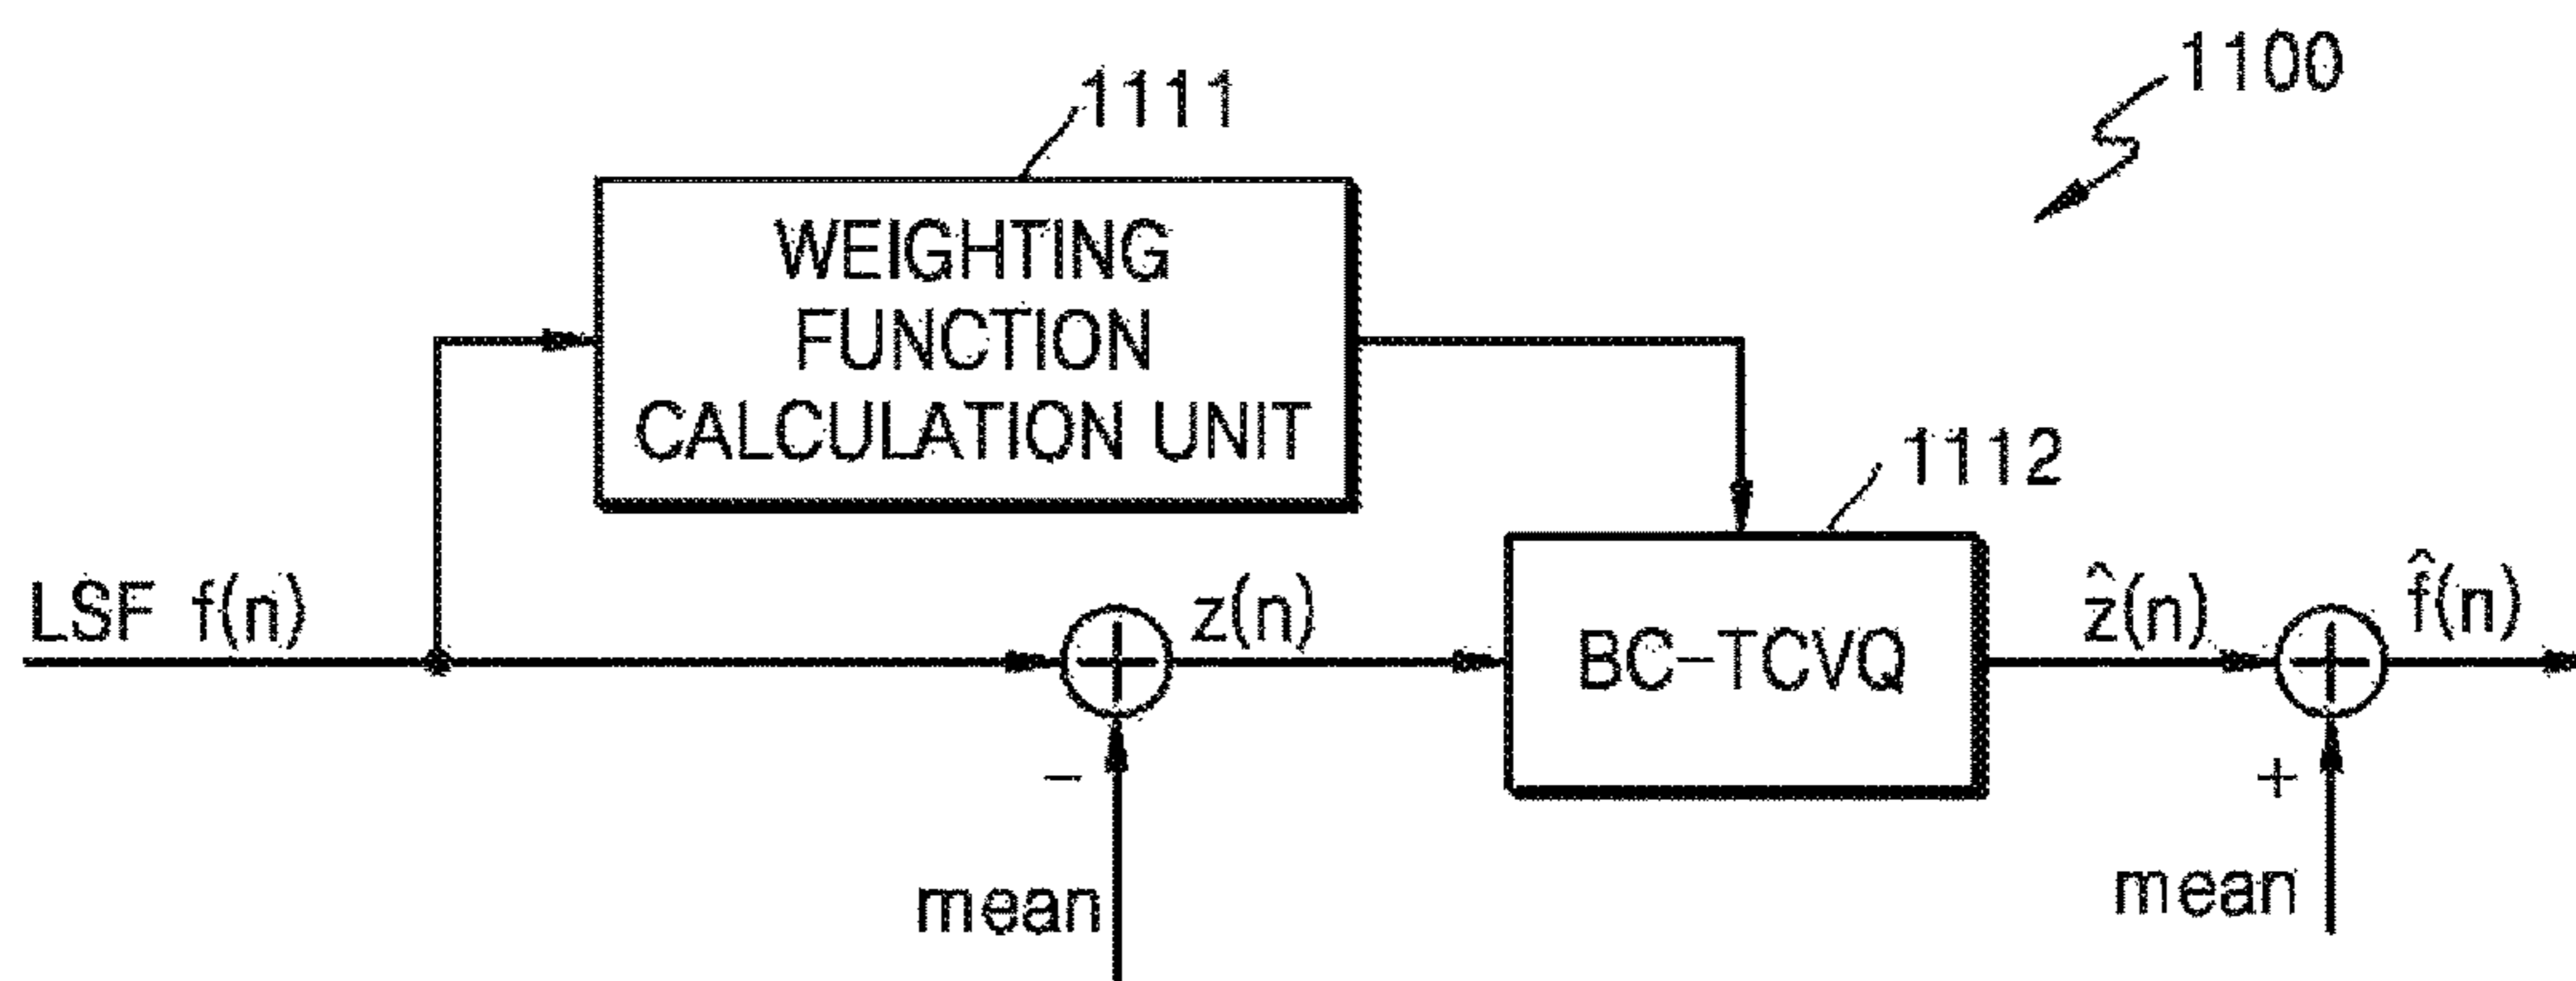 1100
1111
WEIGHTING
FUNCTION
CALCULATION UNIT
1112
LSF f(n)
z(n)
BC-TCVQ
ẑ(n)
f̂(n)
−
mean
+
mean